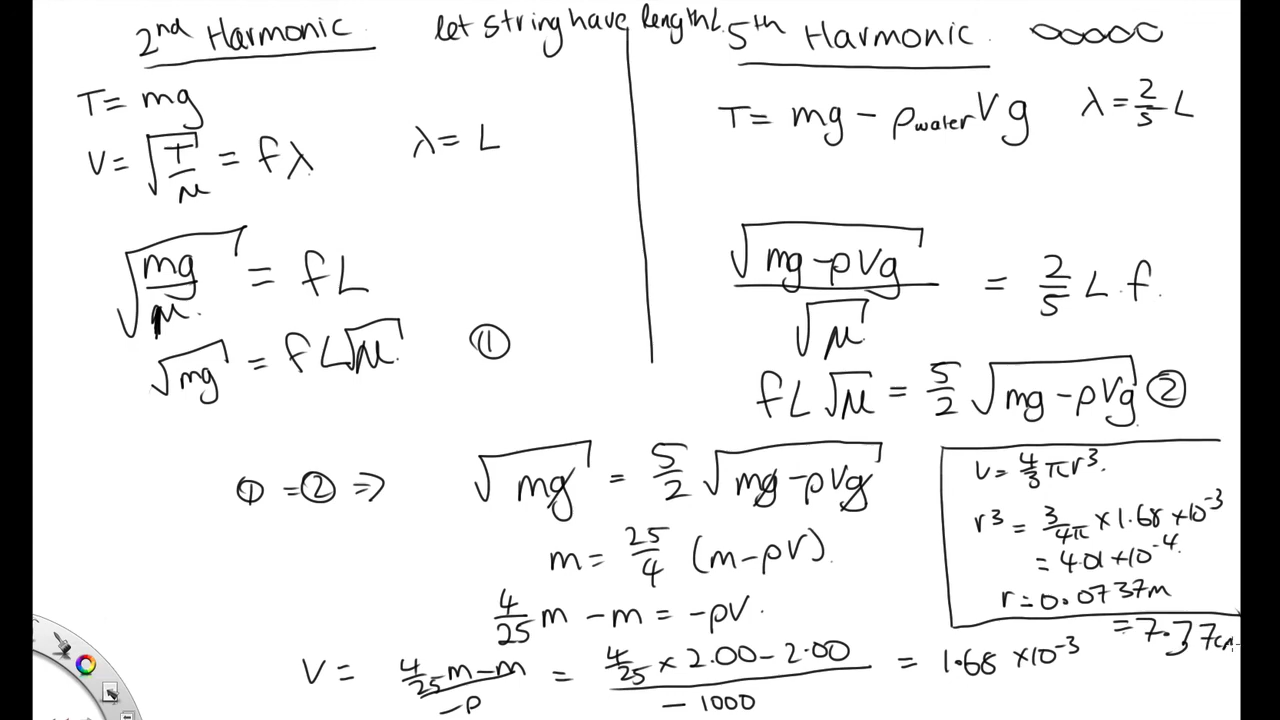 2nd Harmonic
let string have length L
T = mg
V = √(T/μ) = fλ
λ = L
√(mg/μ) = fL
√mg = fL√μ ①
5th Harmonic
T = mg - ρwaterVg
λ = 2/5 L
√(mg-ρVg)/√μ = 2/5 L.f.
fL√μ = 5/2 √(mg-ρVg) ②
① = ② ⇒ √mg = 5/2 √(mg-ρVg)
m = 25/4 (m-ρV).
4/25 m - m = -ρV.
V = (4/25 m - m)/-ρ = (4/25 × 2.00 - 2.00)/-1000 = 1.68 ×10⁻³
V = 4/3 πr³.
r³ = 3/4π × 1.68 ×10⁻³
= 4.01 ×10⁻⁴.
r = 0.0737m
= 7.37cm